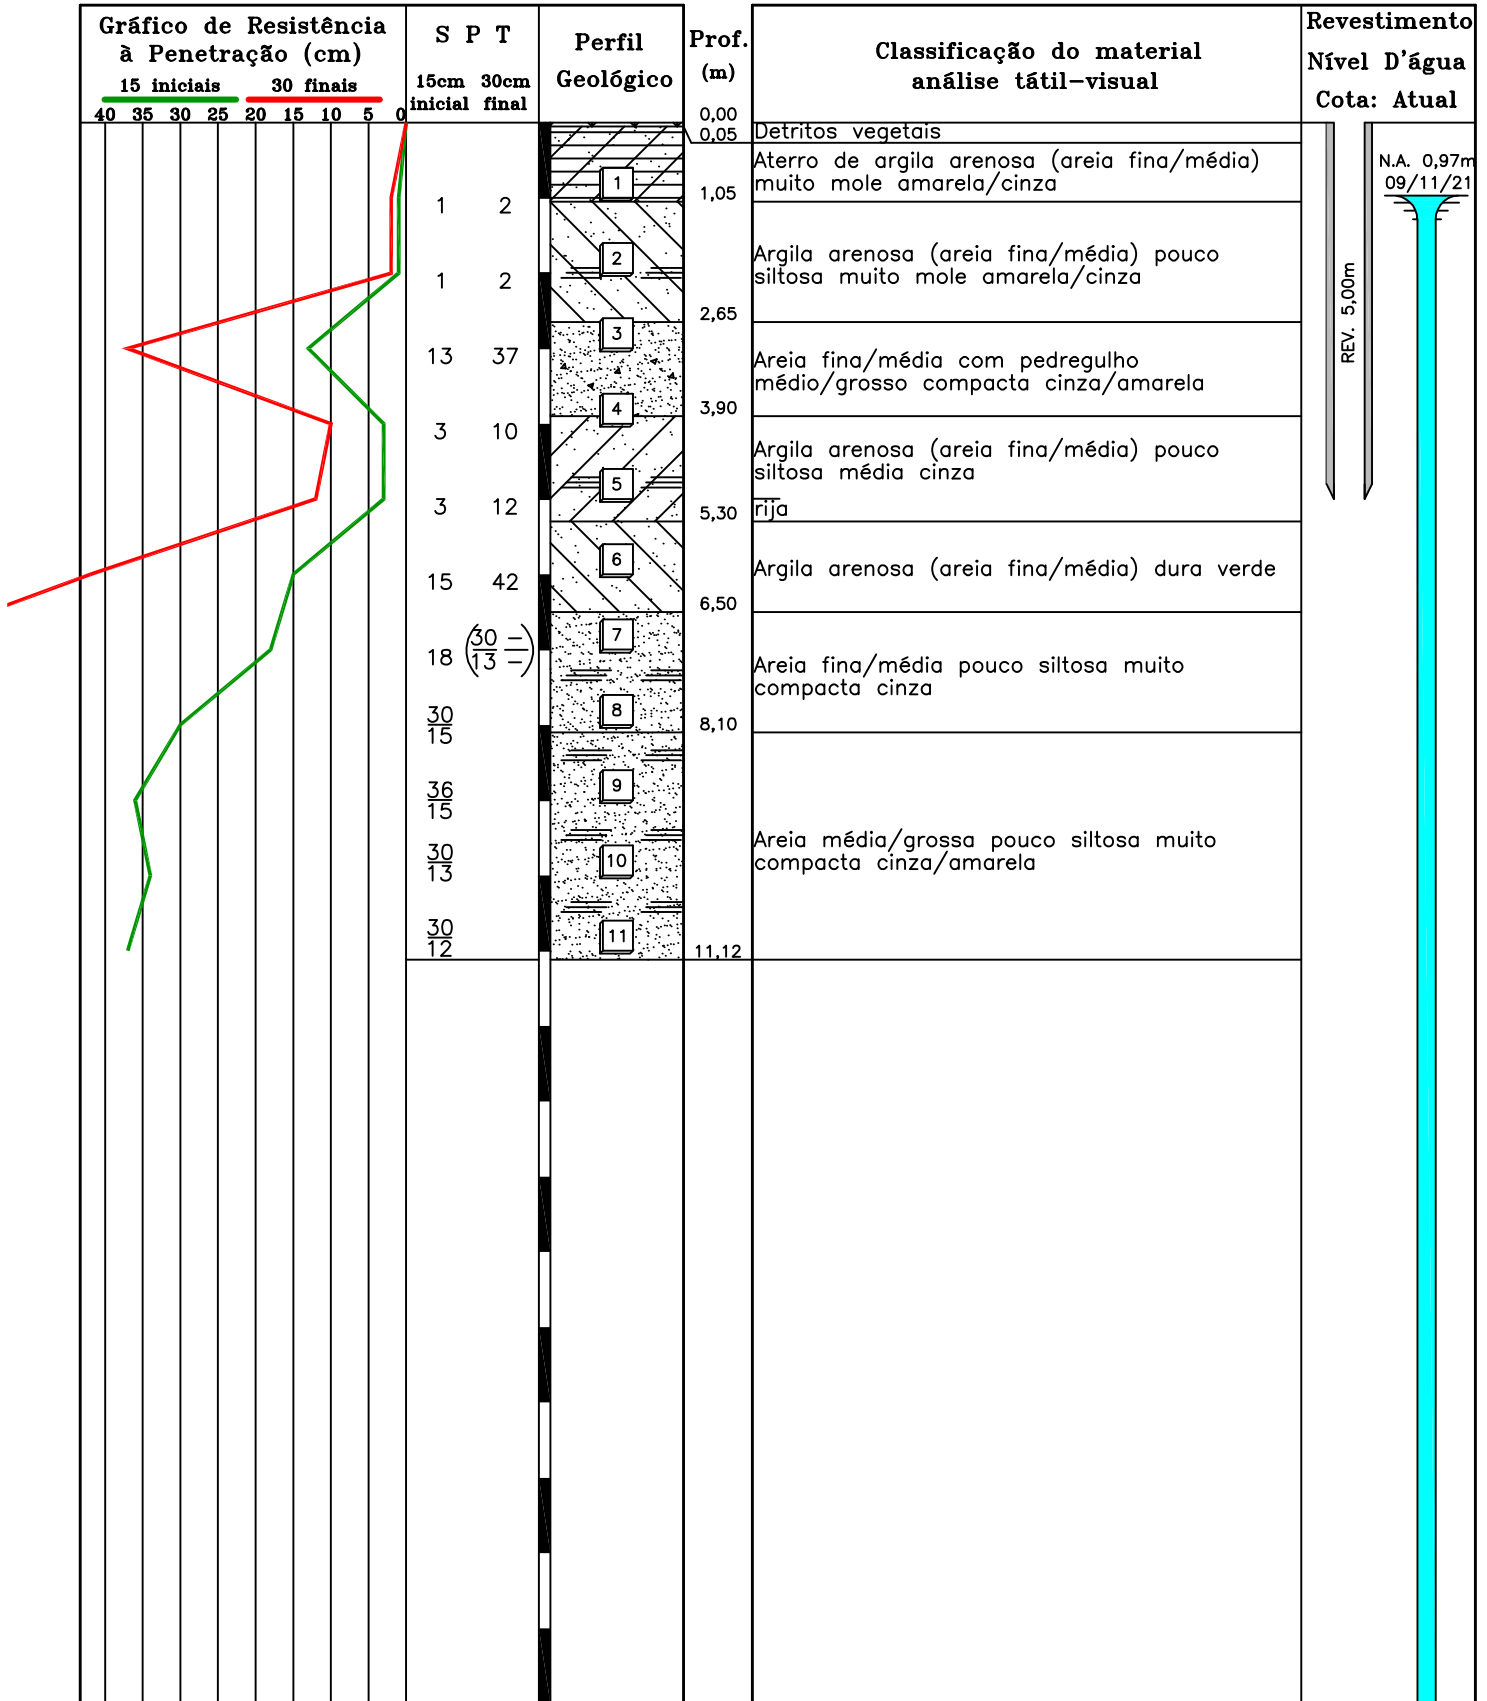 Gráfico de Resistência
à Penetração (cm)
15 iniciais 30 finais
40 35 30 25 20 15 10 5 0
S P T
15cm 30cm
inicial final
Perfil
Geológico
Prof.
(m)
Classificação do material
análise tátil-visual
Revestimento
Nível D'água
Cota: Atual
0,00
0,05 Detritos vegetais
Aterro de argila arenosa (areia fina/média)
muito mole amarela/cinza
N.A. 0,97m
09/11/21
1
1,05
1 2
2
Argila arenosa (areia fina/média) pouco
siltosa muito mole amarela/cinza
1 2
2,65
REV. 5,00m
3
13 37
Areia fina/média com pedregulho
médio/grosso compacta cinza/amarela
4
3,90
3 10
Argila arenosa (areia fina/média) pouco
siltosa média cinza
5
3 12
5,30
rija
6
Argila arenosa (areia fina/média) dura verde
15 42
6,50
7
18 (30 –
13 –)
Areia fina/média pouco siltosa muito
compacta cinza
8
30
15
8,10
9
36
15
Areia média/grossa pouco siltosa muito
compacta cinza/amarela
10
30
13
11
30
12
11,12